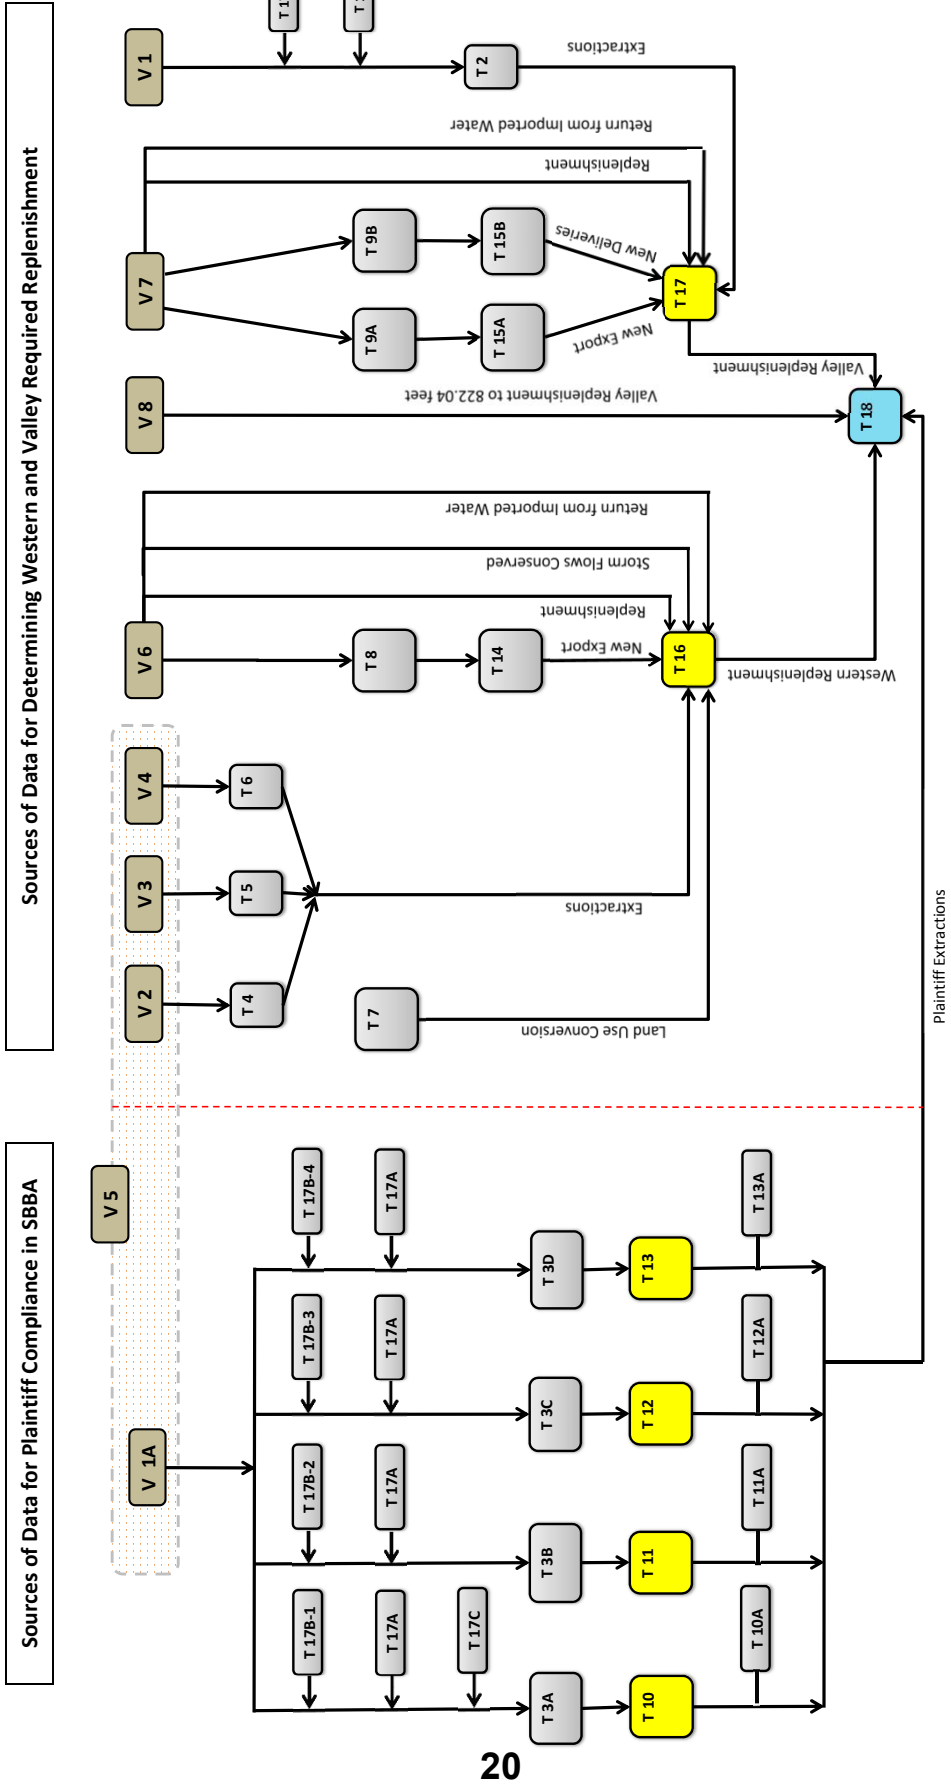 Sources of Data for Plaintiff Compliance in SBBA
Sources of Data for Determining Western and Valley Required Replenishment
V 5
V 1A
V 2
V 3
V 4
V 6
V 8
V 7
V 1
T 17B-1
T 17B-2
T 17B-3
T 17B-4
T 17A
T 17A
T 17A
T 17A
T 17C
T 3A
T 3B
T 3C
T 3D
T 10
T 11
T 12
T 13
T 10A
T 11A
T 12A
T 13A
T 4
T 5
T 6
T 7
Land Use Conversion
Extractions
T 8
T 14
New Export
Replenishment
Storm Flows Conserved
Return from Imported Water
T 16
Western Replenishment
Valley Replenishment to 822.04 feet
T 9A
T 9B
T 15A
T 15B
New Export
New Deliveries
Replenishment
Return from Imported Water
T 17
Valley Replenishment
T 2
Extractions
T 18
Plaintiff Extractions
20